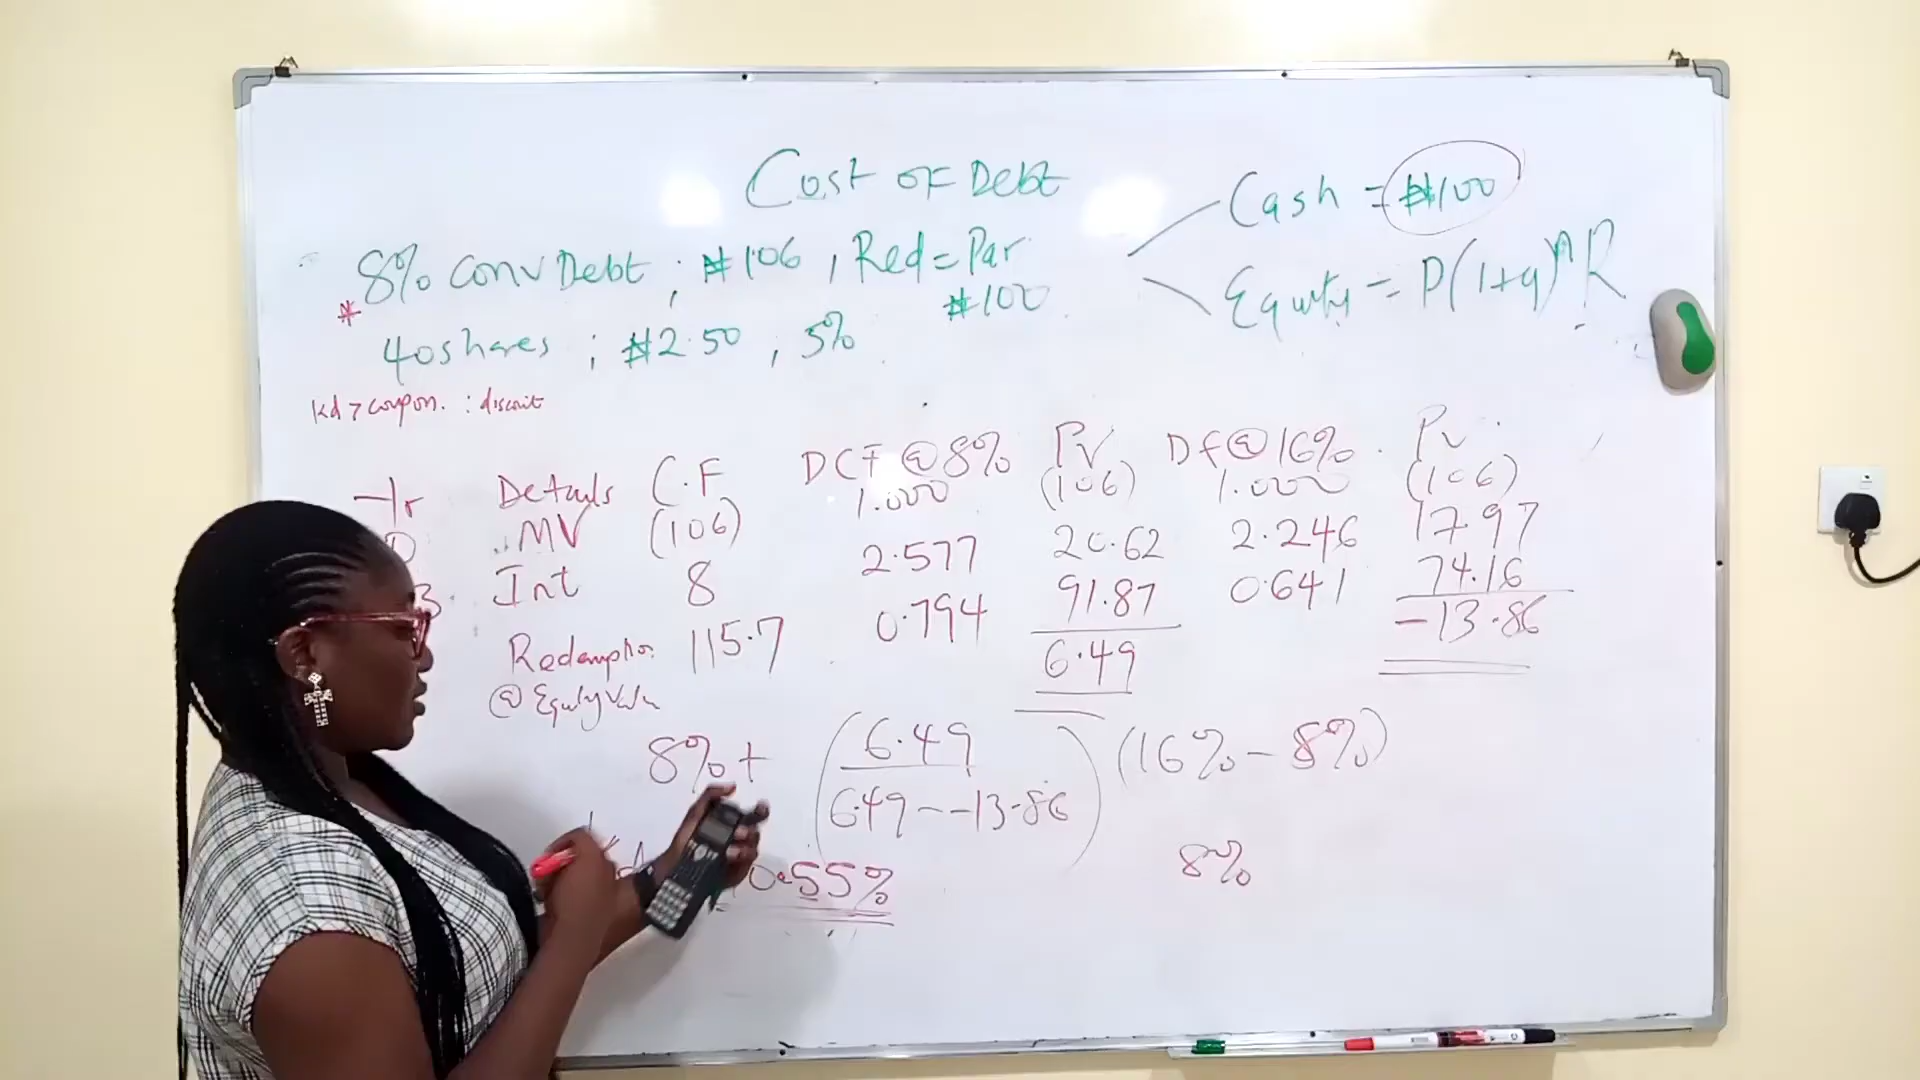 Cost of Debt
8% Conv Debt ; ₦106 , Red = Par
₦100
* 40 shares ; ₦2.50 , 5%
Cash = ₦100
Equity = P(1+g)^n R
Kd > coupon. : discount
Yr Details C.F DCF @ 8% PV Df @ 16% PV
0 MV (106) 1.000 (106) 1.000 (106)
3 Int 8 2.577 20.62 2.246 17.97
Redemption 115.7 0.794 91.87 0.641 74.16
@ Equity Value 6.49 -13.86
8% + (6.49 / 6.49 - -13.86) (16% - 8%)
0.55% 8%